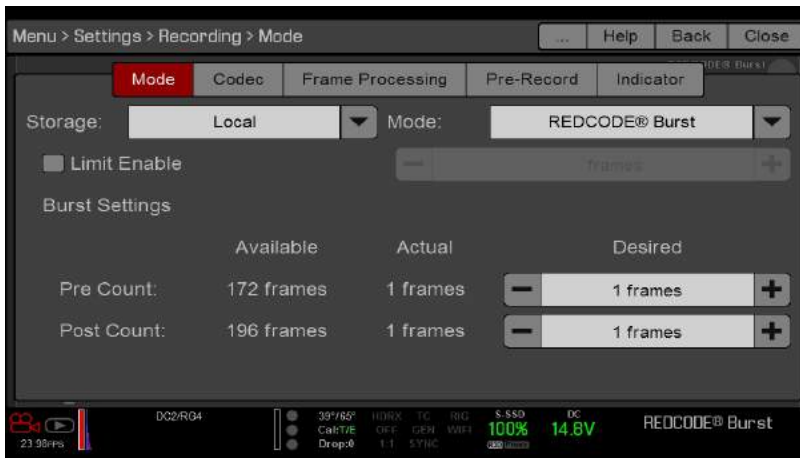 Menu > Settings > Recording > Mode ... Help Back Close
Mode Codec Frame Processing Pre-Record Indicator
Storage: Local Mode: REDCODE® Burst
Limit Enable frames
Burst Settings
Available Actual Desired
Pre Count: 172 frames 1 frames 1 frames
Post Count: 196 frames 1 frames 1 frames
DC2/RG4 39°/65° HDRX TC RIG S-SSD DC
Cal:T/E OFF GEN WIFI 100% 14.8V REDCODE® Burst
23.98FPS Drop:0 1:1 SYNC